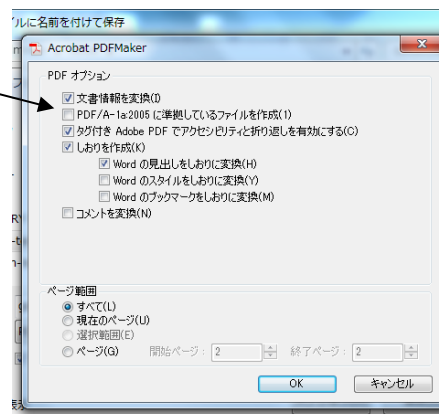 ルに名前を付けて保存
Acrobat PDFMaker
PDF オプション
文書情報を変換(I)
PDF/A-1a:2005 に準拠しているファイルを作成(1)
タグ付き Adobe PDF でアクセシビリティと折り返しを有効にする(C)
しおりを作成(K)
Word の見出しをしおりに変換(H)
Word のスタイルをしおりに変換(Y)
Word のブックマークをしおりに変換(M)
コメントを変換(N)
ページ範囲
すべて(L)
現在のページ(U)
選択範囲(E)
ページ(G) 開始ページ： 2 終了ページ： 2
OK キャンセル